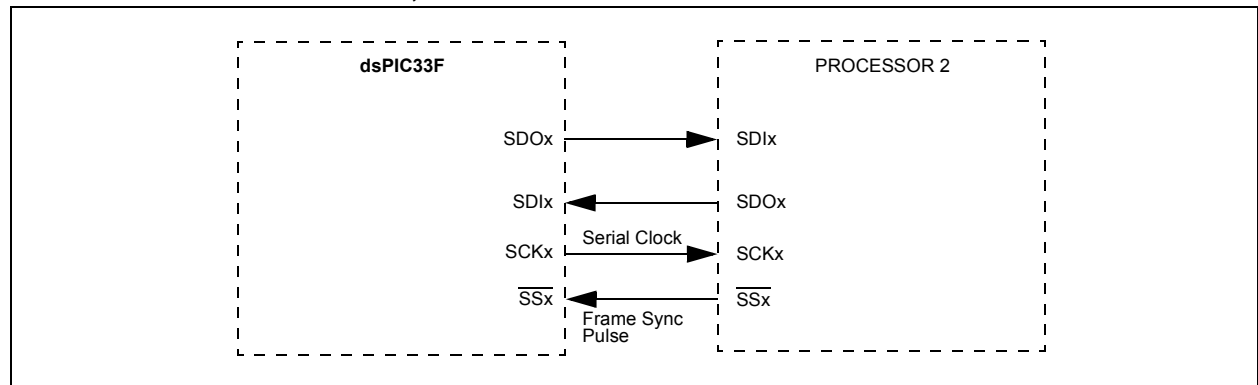 dsPIC33F PROCESSOR 2
SDOx SDIx
SDIx SDOx
Serial Clock
SCKx SCKx
SSx SSx
Frame Sync
Pulse